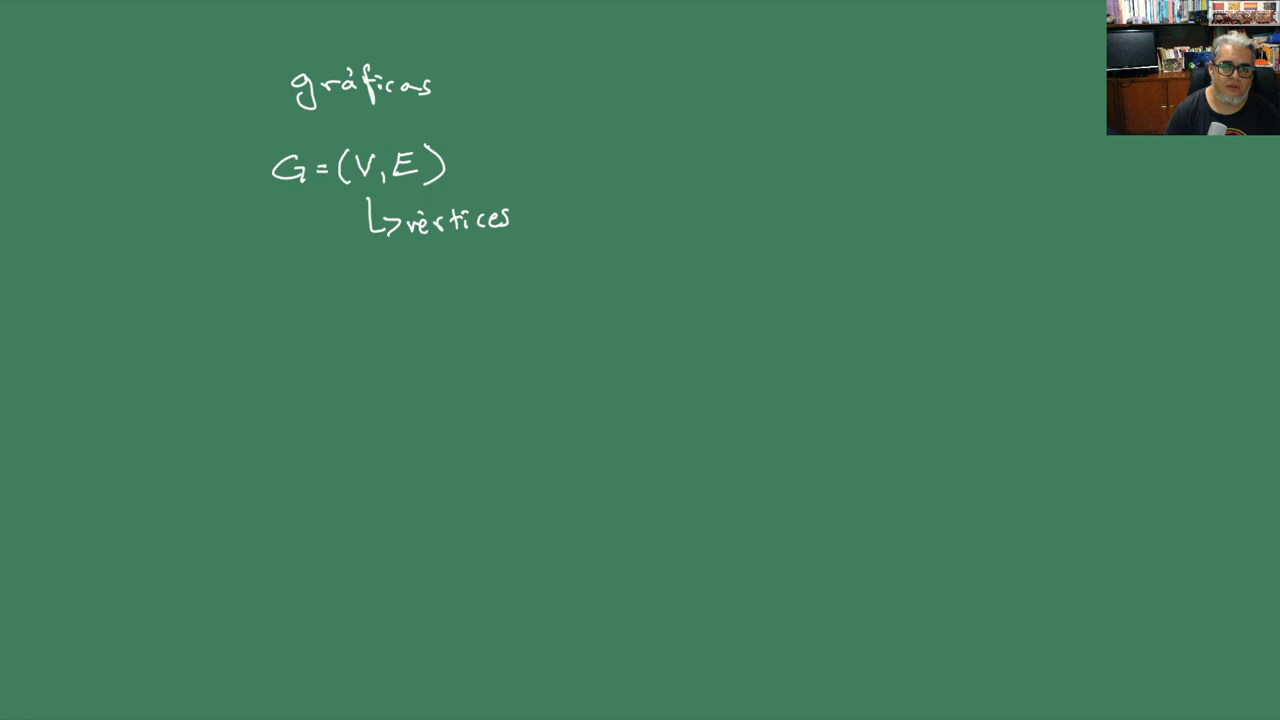 gráficas
G = (V, E)
↳ vértices